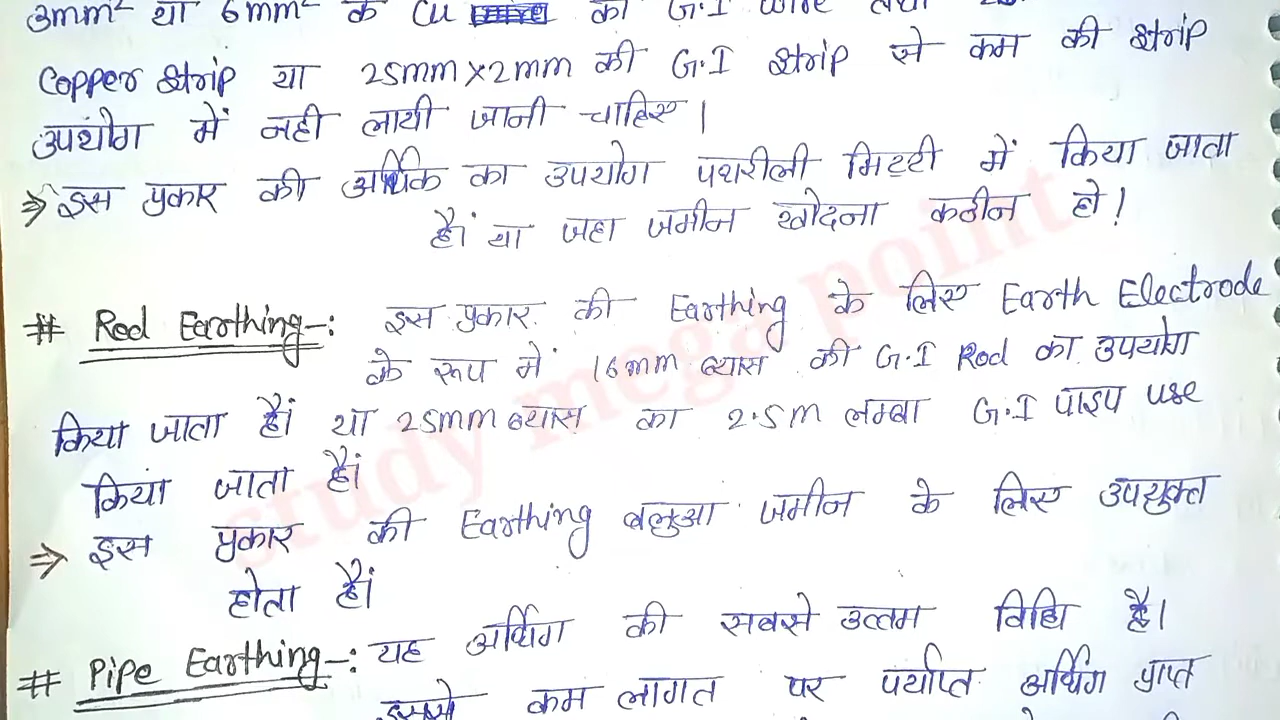 3mm² या 6mm² के Cu की G.I wire तथा
Copper strip या 25mm×2mm की G.I strip से कम की strip
उपयोग में नही लायी जानी चाहिए।
⇒ इस प्रकार की अर्थिक का उपयोग पथरीली मिट्टी में किया जाता
हैं। या जहा जमीन खोदना कठीन हो!
# Rod Earthing-: इस प्रकार की Earthing के लिए Earth Electrode
के रूप में 16mm व्यास की G.I Rod का उपयोग
किया जाता हैं। या 25mm व्यास का 2.5m लम्बा G.I पाइप use
किया जाता हैं।
⇒ इस प्रकार की Earthing बलुआ जमीन के लिए उपयुक्त
होता हैं।
# Pipe Earthing-: यह अर्थिग की सबसे उत्तम विधि है।
इससे कम लागत पर पर्याप्त अर्थिग प्राप्त
study mega point